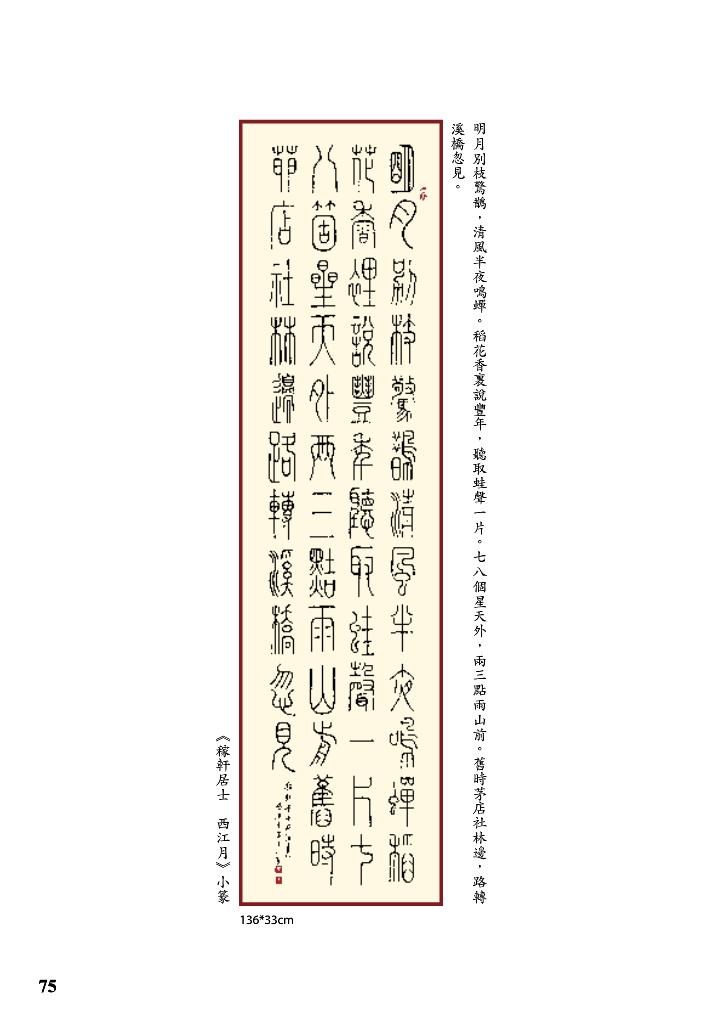 明月別枝驚鵲，清風半夜鳴蟬。稻花香裏說豐年，聽取蛙聲一片。七八個星天外，兩三點雨山前。舊時茅店社林邊，路轉
溪橋忽見。
明月別枝驚鵲清風半夜鳴蟬稻
花香裡說豐年聽取蛙聲一片七
八箇星天外兩三點雨山前舊時
茆店社林邊路轉溪橋忽見
《稼軒居士　西江月》小篆
136*33cm
75